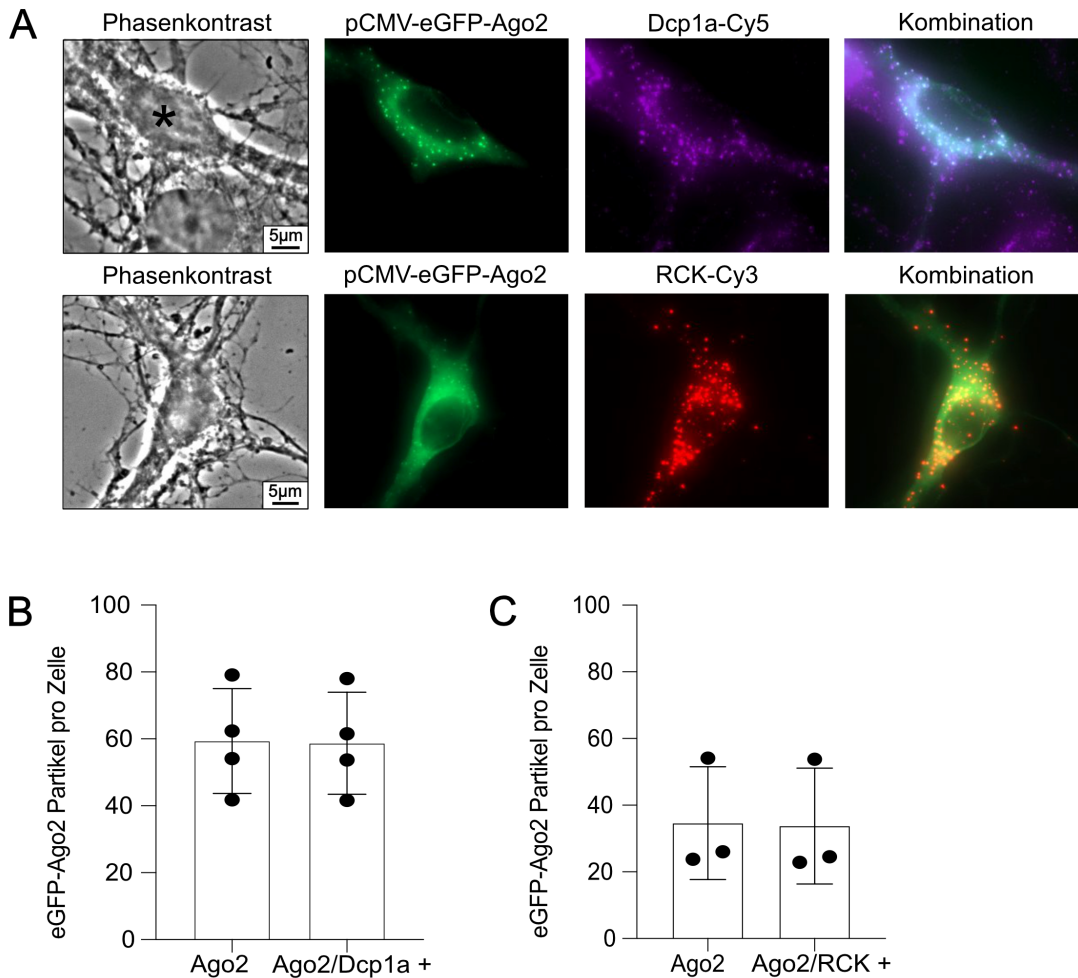 A
Phasenkontrast pCMV-eGFP-Ago2 Dcp1a-Cy5 Kombination
*
5µm
Phasenkontrast pCMV-eGFP-Ago2 RCK-Cy3 Kombination
5µm
B
eGFP-Ago2 Partikel pro Zelle
100
80
60
40
20
0
Ago2 Ago2/Dcp1a +
C
eGFP-Ago2 Partikel pro Zelle
100
80
60
40
20
0
Ago2 Ago2/RCK +